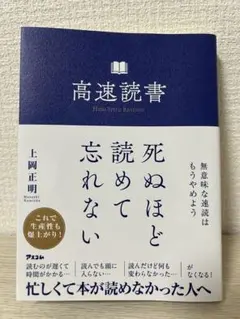 高速読書
無意味な速読は
もうやめよう
死ぬほど
読めて
忘れない
上岡正明
Masaaki
Kamioka
これで
生産性も
爆上がり!
アスコム
読むのが遅くて
時間がかかる…
読んでも頭に
入らない…
読んだけど何も
変わらなかった…
がなくなる!
忙しくて本が読めなかった人へ